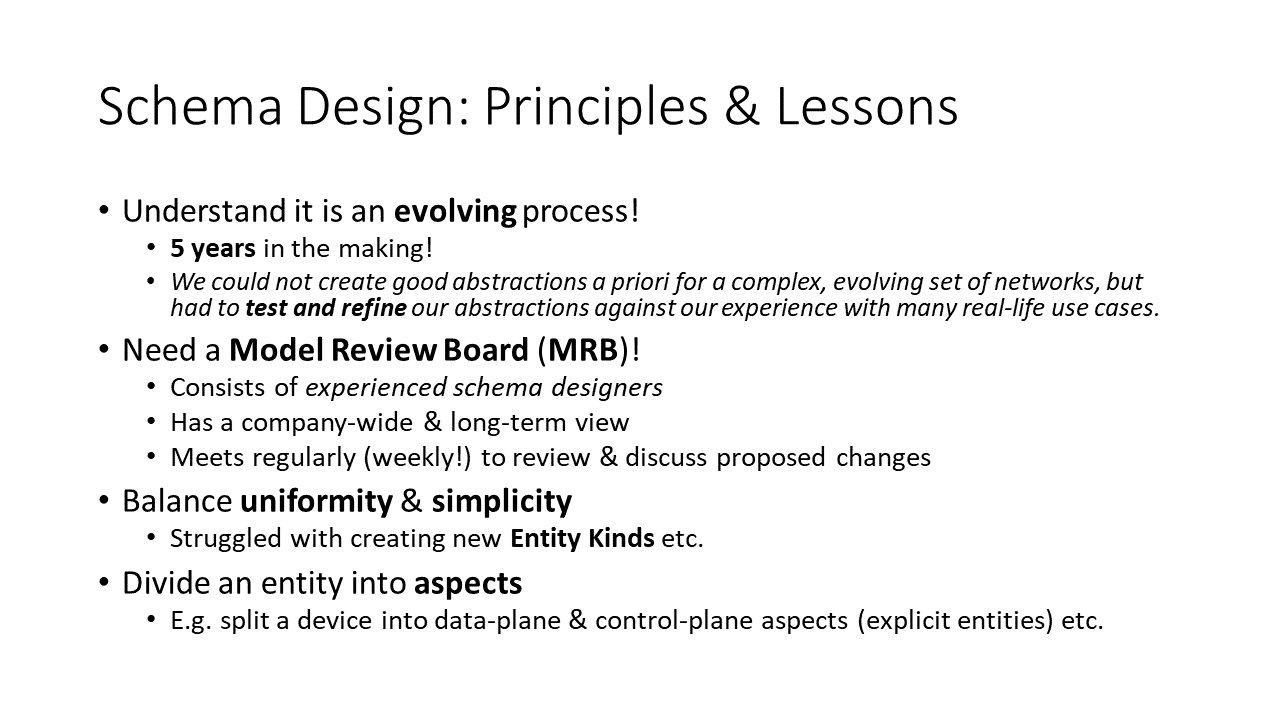 Schema Design: Principles & Lessons
• Understand it is an evolving process!
• 5 years in the making!
• We could not create good abstractions a priori for a complex, evolving set of networks, but
had to test and refine our abstractions against our experience with many real-life use cases.
• Need a Model Review Board (MRB)!
• Consists of experienced schema designers
• Has a company-wide & long-term view
• Meets regularly (weekly!) to review & discuss proposed changes
• Balance uniformity & simplicity
• Struggled with creating new Entity Kinds etc.
• Divide an entity into aspects
• E.g. split a device into data-plane & control-plane aspects (explicit entities) etc.